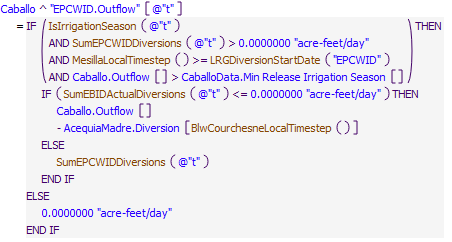 Caballo ^ "EPCWID.Outflow" [ @"t" ]
= IF ( IsIrrigationSeason ( @"t" ) ) THEN
AND SumEPCWIDDiversions ( @"t" ) > 0.0000000 "acre-feet/day"
AND MesillaLocalTimestep ( ) >= LRGDiversionStartDate ( "EPCWID" )
AND Caballo.Outflow [ ] > CaballoData.Min Release Irrigation Season [ ]
IF ( SumEBIDActualDiversions ( @"t" ) <= 0.0000000 "acre-feet/day" ) THEN
Caballo.Outflow [ ]
- AcequiaMadre.Diversion [ BlwCourchesneLocalTimestep ( ) ]
ELSE
SumEPCWIDDiversions ( @"t" )
END IF
ELSE
0.0000000 "acre-feet/day"
END IF